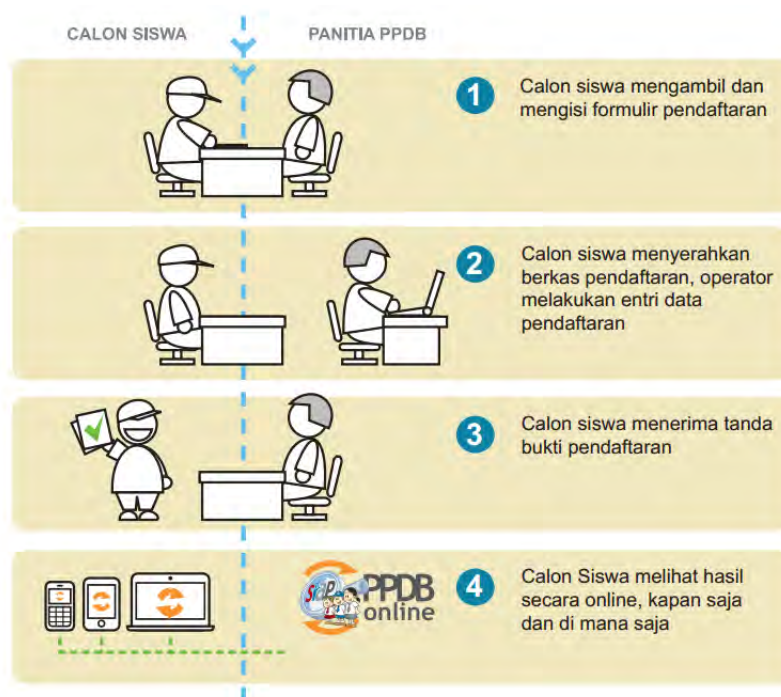 CALON SISWA
PANITIA PPDB
1
Calon siswa mengambil dan
mengisi formulir pendaftaran
2
Calon siswa menyerahkan
berkas pendaftaran, operator
melakukan entri data
pendaftaran
3
Calon siswa menerima tanda
bukti pendaftaran
SIAP PPDB
online
4
Calon Siswa melihat hasil
secara online, kapan saja
dan di mana saja